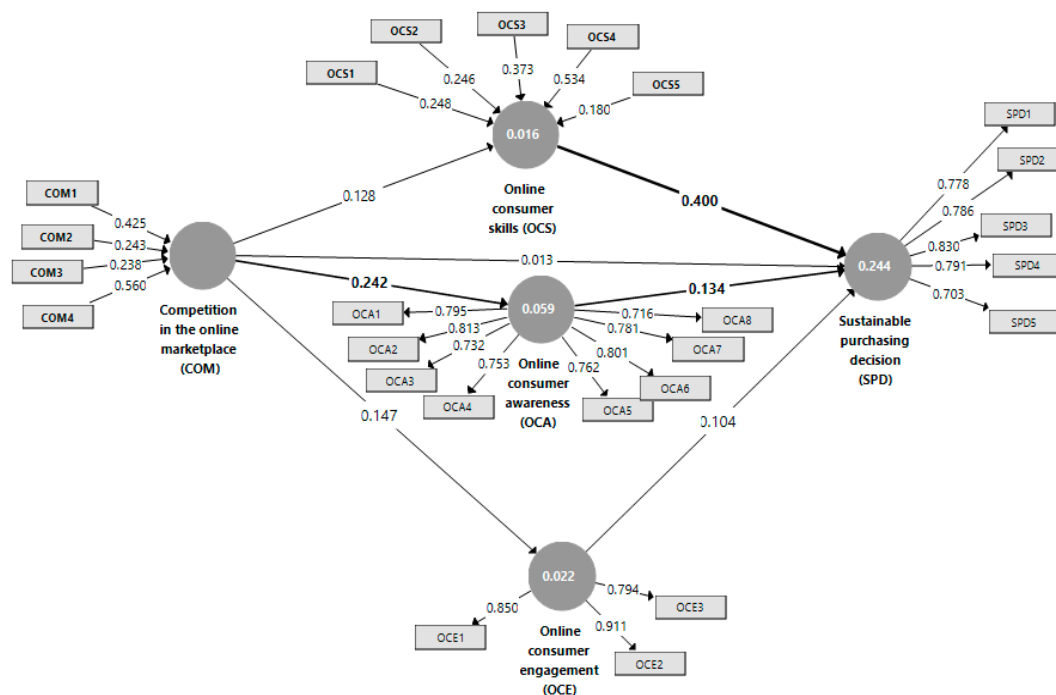 OCS3
OCS2
OCS4
OCS1
OCS5
0.373
0.246
0.534
0.248
0.180
0.016
Online
consumer
skills (OCS)
SPD1
SPD2
SPD3
SPD4
SPD5
0.778
0.786
0.830
0.791
0.703
COM1
COM2
COM3
COM4
0.425
0.243
0.238
0.560
Competition
in the online
marketplace
(COM)
0.128
0.400
0.013
0.242
0.134
0.147
0.104
0.244
Sustainable
purchasing
decision
(SPD)
0.059
Online
consumer
awareness
(OCA)
OCA1
OCA2
OCA3
OCA4
OCA5
OCA6
OCA7
OCA8
0.795
0.813
0.732
0.753
0.762
0.801
0.781
0.716
0.022
Online
consumer
engagement
(OCE)
0.850
0.911
0.794
OCE1
OCE2
OCE3